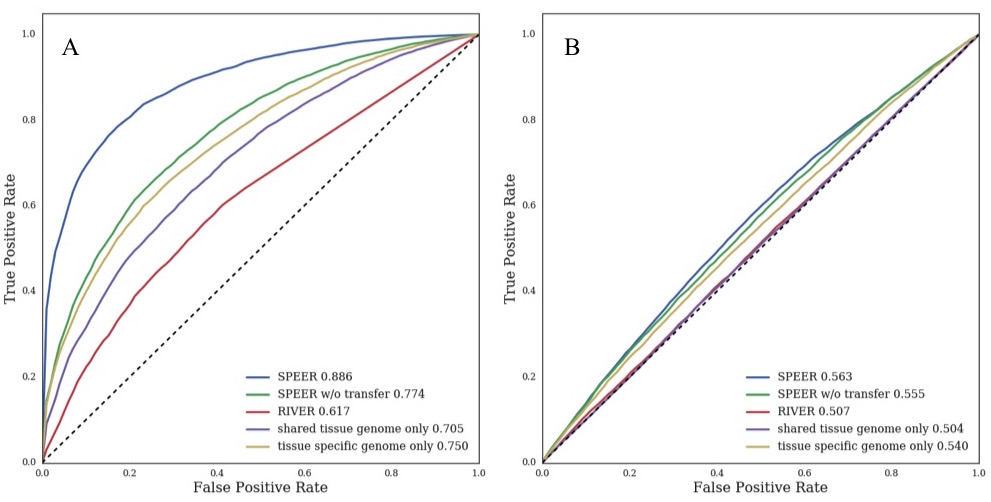 A
1.0
0.8
0.6
0.4
0.2
0.0
True Positive Rate
SPEER 0.886
SPEER w/o transfer 0.774
RIVER 0.617
shared tissue genome only 0.705
tissue specific genome only 0.750
0.0 0.2 0.4 0.6 0.8 1.0
False Positive Rate
B
1.0
0.8
0.6
0.4
0.2
0.0
True Positive Rate
SPEER 0.563
SPEER w/o transfer 0.555
RIVER 0.507
shared tissue genome only 0.504
tissue specific genome only 0.540
0.0 0.2 0.4 0.6 0.8 1.0
False Positive Rate